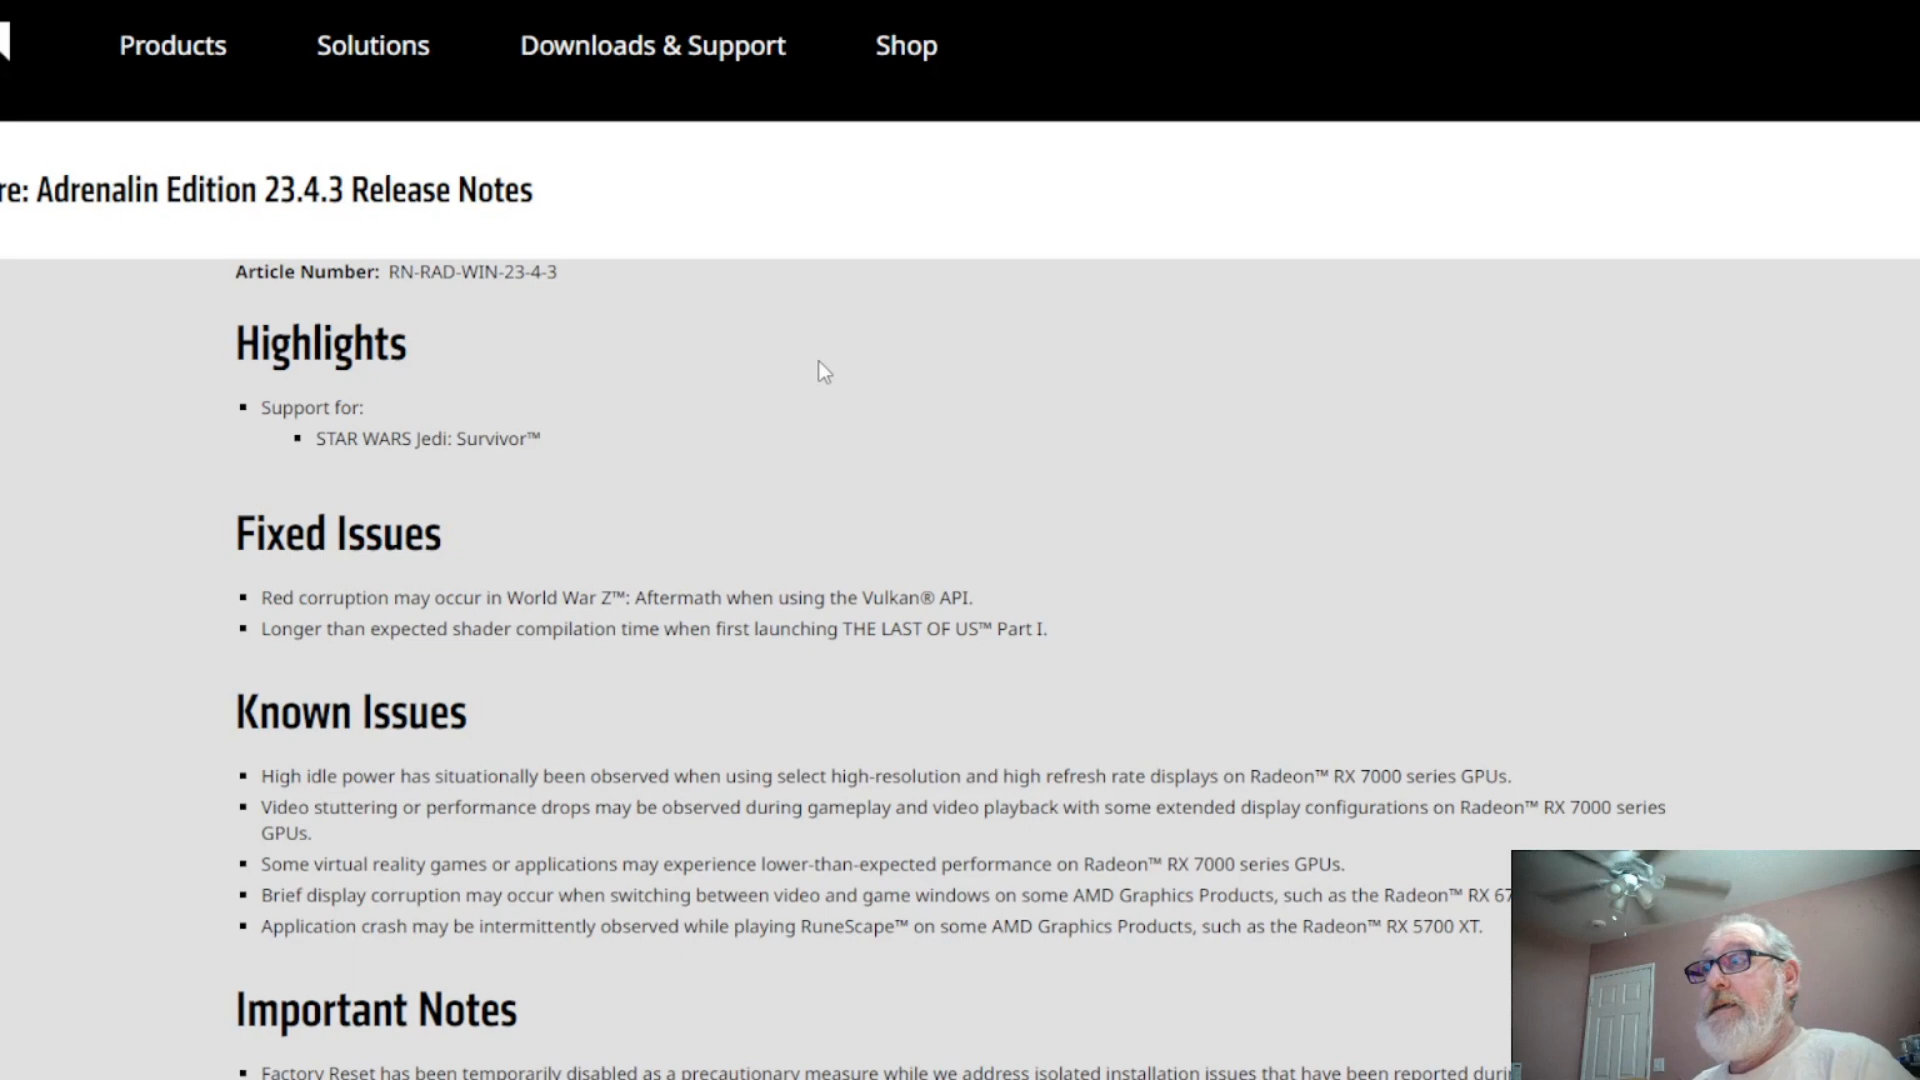 Products Solutions Downloads & Support Shop
re: Adrenalin Edition 23.4.3 Release Notes
Article Number: RN-RAD-WIN-23-4-3
Highlights
Support for:
STAR WARS Jedi: Survivor™
Fixed Issues
Red corruption may occur in World War Z™: Aftermath when using the Vulkan® API.
Longer than expected shader compilation time when first launching THE LAST OF US™ Part I.
Known Issues
High idle power has situationally been observed when using select high-resolution and high refresh rate displays on Radeon™ RX 7000 series GPUs.
Video stuttering or performance drops may be observed during gameplay and video playback with some extended display configurations on Radeon™ RX 7000 series
GPUs.
Some virtual reality games or applications may experience lower-than-expected performance on Radeon™ RX 7000 series GPUs.
Brief display corruption may occur when switching between video and game windows on some AMD Graphics Products, such as the Radeon™ RX 67
Application crash may be intermittently observed while playing RuneScape™ on some AMD Graphics Products, such as the Radeon™ RX 5700 XT.
Important Notes
Factory Reset has been temporarily disabled as a precautionary measure while we address isolated installation issues that have been reported duri